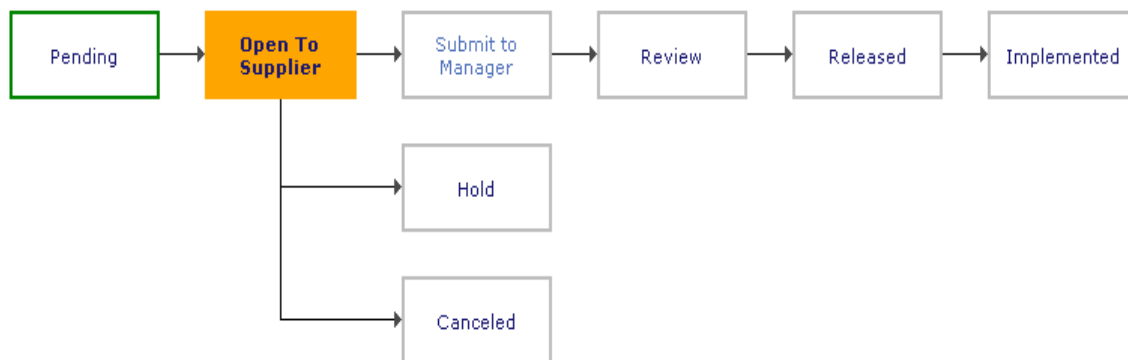 Pending
Open To
Supplier
Submit to
Manager
Review
Released
Implemented
Hold
Canceled